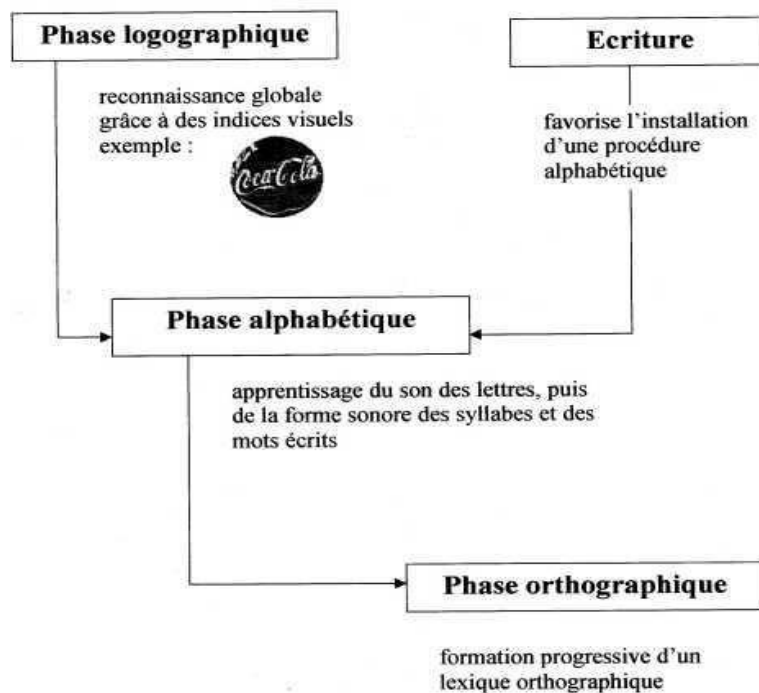 Phase logographique
Ecriture
reconnaissance globale
grâce à des indices visuels
exemple :
Coca-Cola
favorise l'installation
d'une procédure
alphabétique
Phase alphabétique
apprentissage du son des lettres, puis
de la forme sonore des syllabes et des
mots écrits
Phase orthographique
formation progressive d'un
lexique orthographique